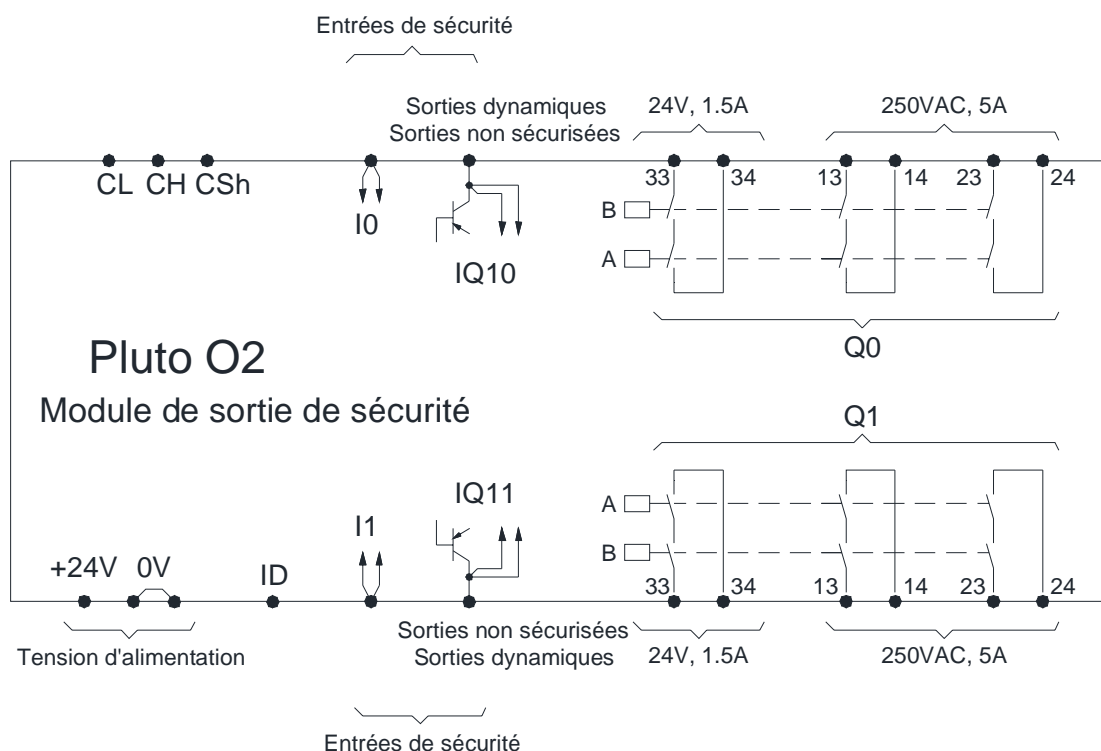 Entrées de sécurité
Sorties dynamiques
Sorties non sécurisées
24V, 1.5A
250VAC, 5A
CL CH CSh
I0
IQ10
33 34 13 14 23 24
B
A
Q0
Pluto O2
Module de sortie de sécurité
Q1
IQ11
I1
A
B
+24V 0V ID
33 34 13 14 23 24
Tension d'alimentation
Sorties non sécurisées
Sorties dynamiques
24V, 1.5A
250VAC, 5A
Entrées de sécurité